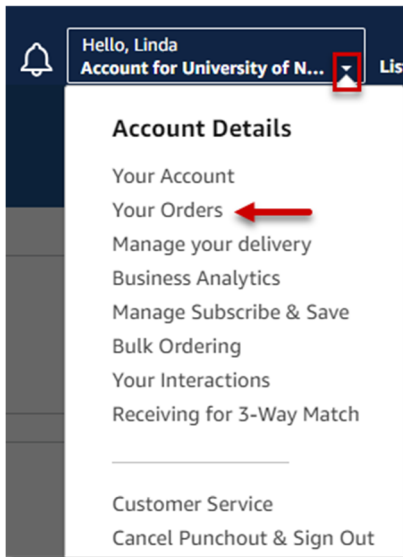 Hello, Linda
Account for University of N...
Lis
Account Details
Your Account
Your Orders
Manage your delivery
Business Analytics
Manage Subscribe & Save
Bulk Ordering
Your Interactions
Receiving for 3-Way Match
Customer Service
Cancel Punchout & Sign Out